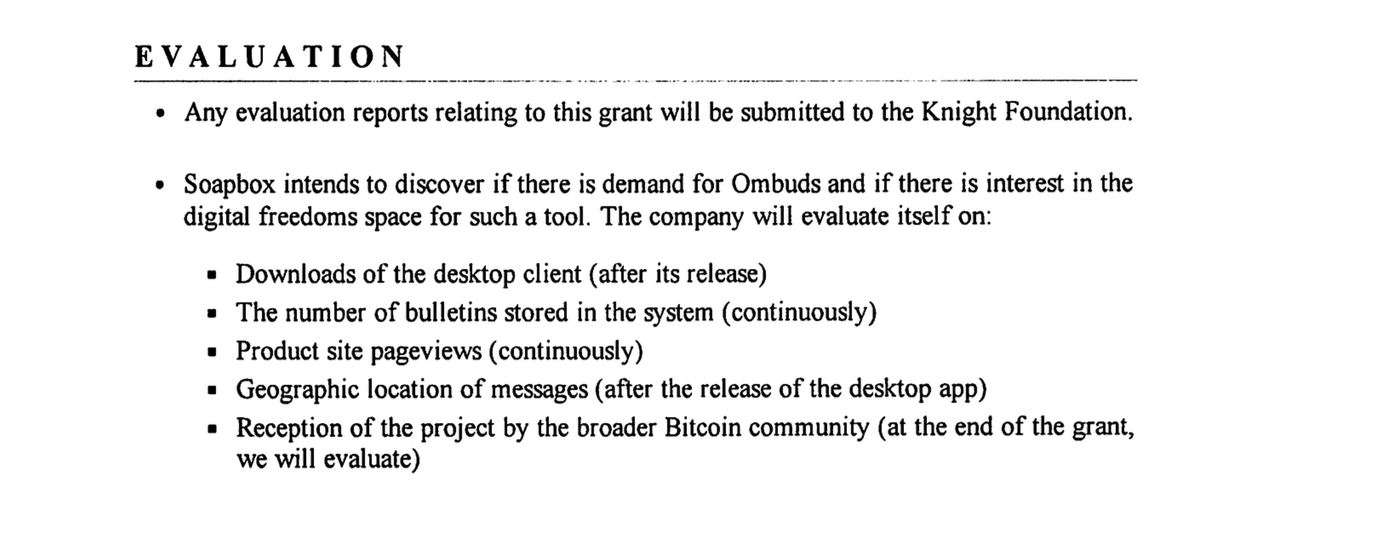 EVALUATION
• Any evaluation reports relating to this grant will be submitted to the Knight Foundation.
• Soapbox intends to discover if there is demand for Ombuds and if there is interest in the
digital freedoms space for such a tool. The company will evaluate itself on:
▪ Downloads of the desktop client (after its release)
▪ The number of bulletins stored in the system (continuously)
▪ Product site pageviews (continuously)
▪ Geographic location of messages (after the release of the desktop app)
▪ Reception of the project by the broader Bitcoin community (at the end of the grant,
we will evaluate)